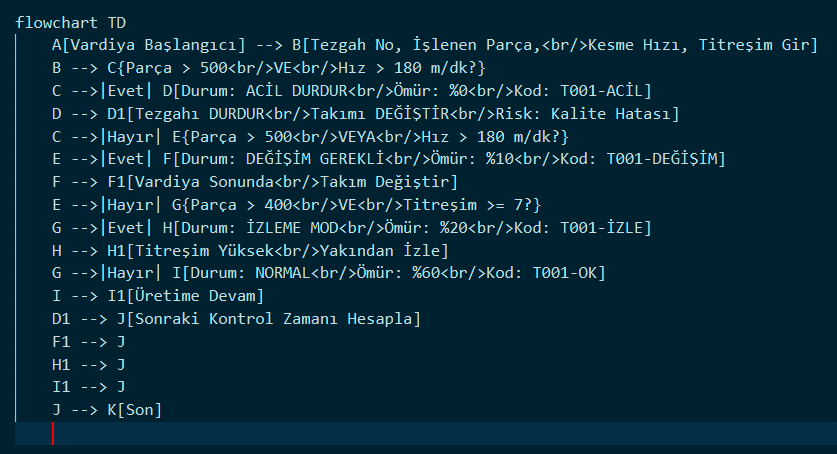 flowchart TD
A[Vardiya Başlangıcı] --> B[Tezgah No, İşlenen Parça,<br/>Kesme Hızı, Titreşim Gir]
B --> C{Parça > 500<br/>VE<br/>Hız > 180 m/dk?}
C -->|Evet| D[Durum: ACİL DURDUR<br/>Ömür: %0<br/>Kod: T001-ACİL]
D --> D1[Tezgahı DURDUR<br/>Takımı DEĞİŞTİR<br/>Risk: Kalite Hatası]
C -->|Hayır| E{Parça > 500<br/>VEYA<br/>Hız > 180 m/dk?}
E -->|Evet| F[Durum: DEĞİŞİM GEREKLİ<br/>Ömür: %10<br/>Kod: T001-DEĞİŞİM]
F --> F1[Vardiya Sonunda<br/>Takım Değiştir]
E -->|Hayır| G{Parça > 400<br/>VE<br/>Titreşim >= 7?}
G -->|Evet| H[Durum: İZLEME MOD<br/>Ömür: %20<br/>Kod: T001-İZLE]
H --> H1[Titreşim Yüksek<br/>Yakından İzle]
G -->|Hayır| I[Durum: NORMAL<br/>Ömür: %60<br/>Kod: T001-OK]
I --> I1[Üretime Devam]
D1 --> J[Sonraki Kontrol Zamanı Hesapla]
F1 --> J
H1 --> J
I1 --> J
J --> K[Son]